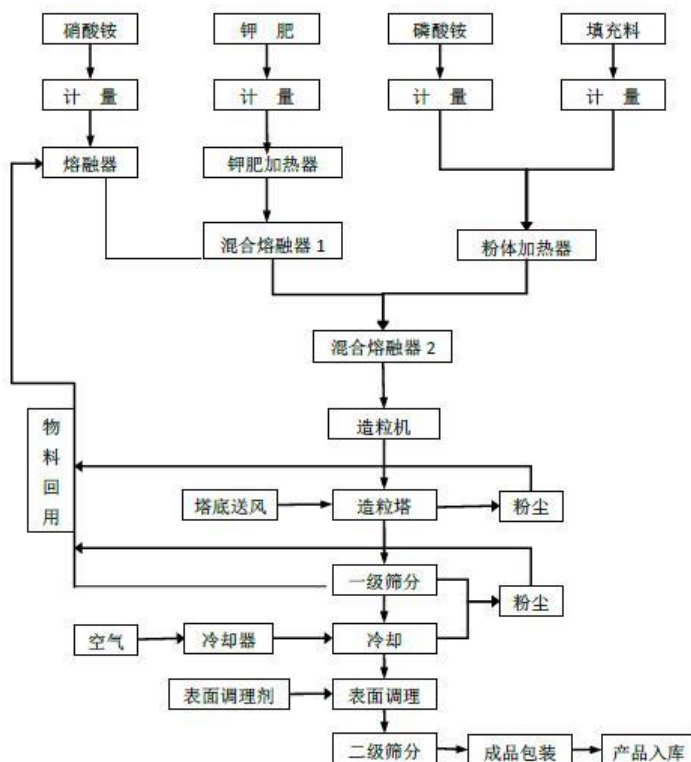 硝酸铵
钾 肥
磷酸铵
填充料
计 量
计 量
计 量
计 量
熔融器
钾肥加热器
混合熔融器 1
粉体加热器
混合熔融器 2
造粒机
物料回用
塔底送风
造粒塔
粉尘
一级筛分
粉尘
空气
冷却器
冷却
表面调理剂
表面调理
二级筛分
成品包装
产品入库